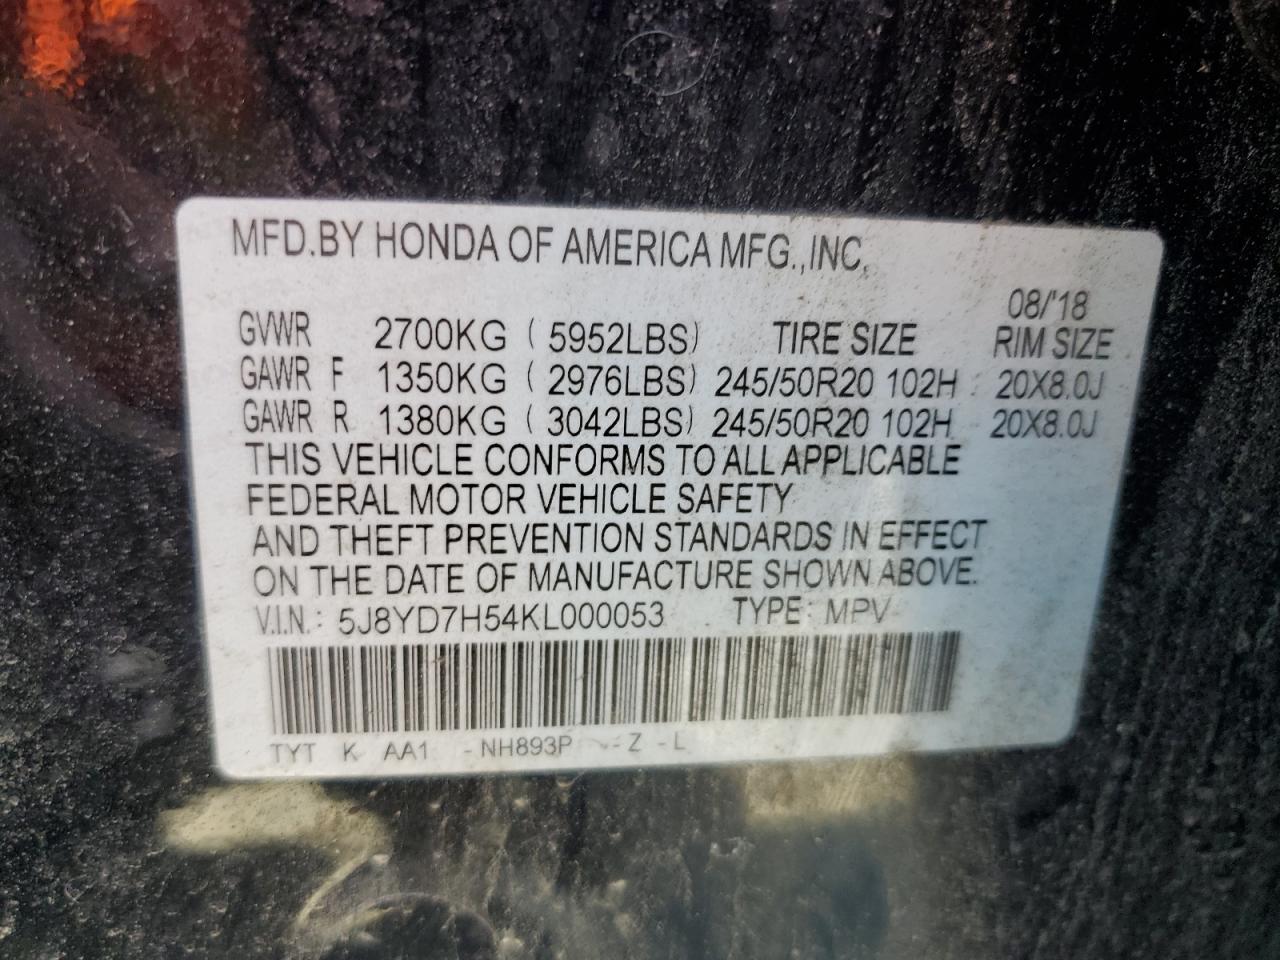 MFD.BY HONDA OF AMERICA MFG.,INC,
08/'18
GVWR 2700KG ( 5952LBS) TIRE SIZE RIM SIZE
GAWR F 1350KG ( 2976LBS) 245/50R20 102H 20X8.0J
GAWR R 1380KG ( 3042LBS) 245/50R20 102H 20X8.0J
THIS VEHICLE CONFORMS TO ALL APPLICABLE
FEDERAL MOTOR VEHICLE SAFETY
AND THEFT PREVENTION STANDARDS IN EFFECT
ON THE DATE OF MANUFACTURE SHOWN ABOVE.
V.I.N.: 5J8YD7H54KL000053 TYPE: MPV
TYT K AA1 -NH893P -Z -L